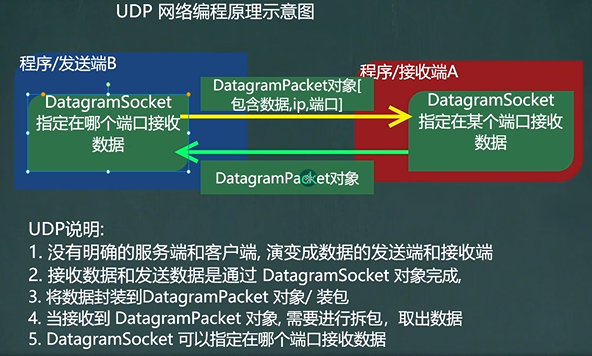 UDP 网络编程原理示意图
程序/发送端B
DatagramSocket
指定在哪个端口接收
数据
DatagramPacket对象[
包含数据,ip,端口]
DatagramPacket对象
程序/接收端A
DatagramSocket
指定在某个端口接收
数据
UDP说明:
1. 没有明确的服务端和客户端, 演变成数据的发送端和接收端
2. 接收数据和发送数据是通过 DatagramSocket 对象完成,
3. 将数据封装到DatagramPacket 对象/ 装包
4. 当接收到 DatagramPacket 对象, 需要进行拆包，取出数据
5. DatagramSocket 可以指定在哪个端口接收数据